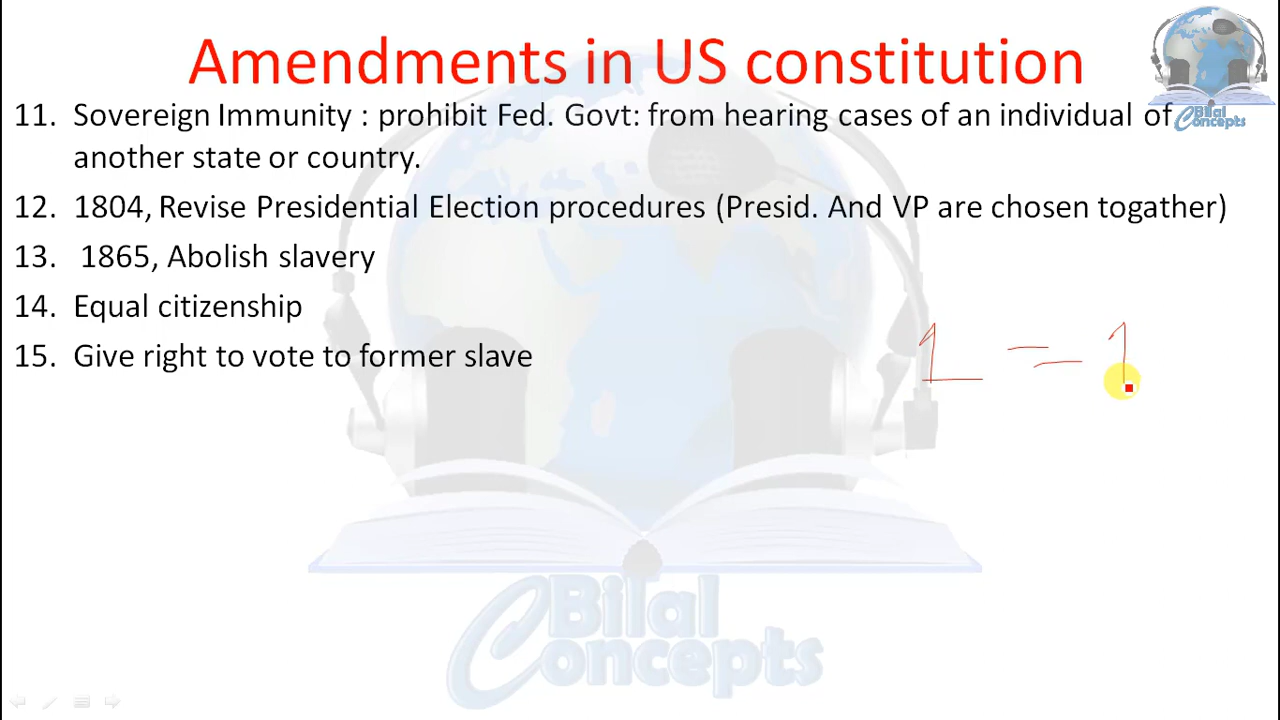 Amendments in US constitution
11. Sovereign Immunity : prohibit Fed. Govt: from hearing cases of an individual of
another state or country.
12. 1804, Revise Presidential Election procedures (Presid. And VP are chosen togather)
13. 1865, Abolish slavery
14. Equal citizenship
15. Give right to vote to former slave
1 = 1
Bilal
Concepts
Bilal
Concepts